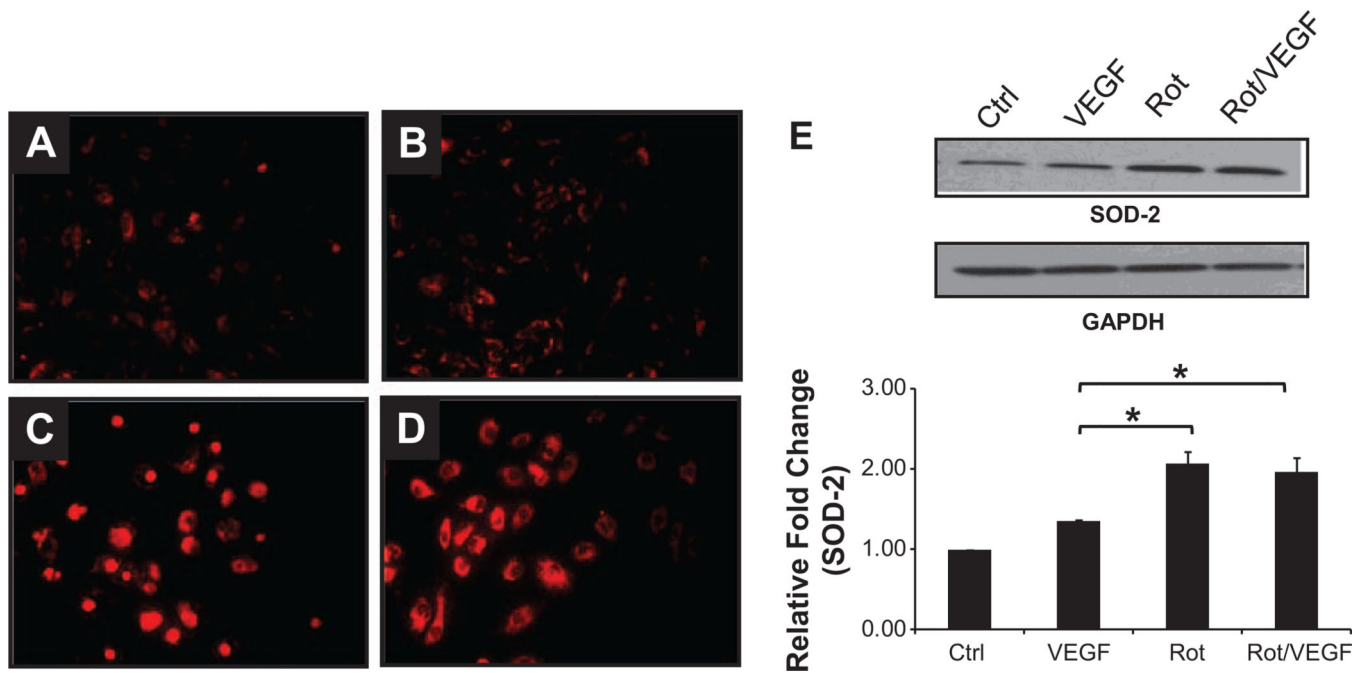 A
B
C
D
E
Ctrl
VEGF
Rot
Rot/VEGF
SOD-2
GAPDH
Relative Fold Change
(SOD-2)
3.00
2.00
1.00
0.00
*
*
Ctrl
VEGF
Rot
Rot/VEGF